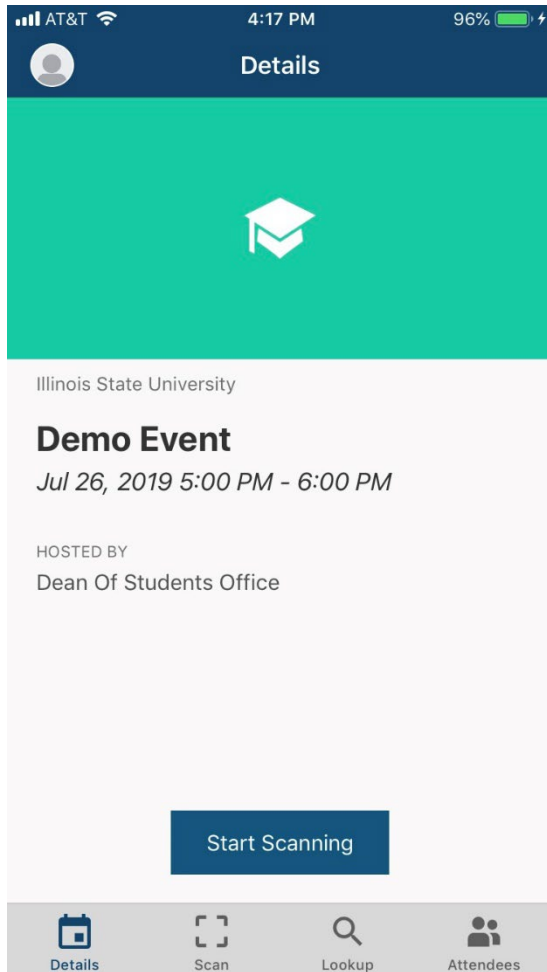 AT&T 4:17 PM 96%
Details
Illinois State University
Demo Event
Jul 26, 2019 5:00 PM - 6:00 PM
HOSTED BY
Dean Of Students Office
Start Scanning
Details Scan Lookup Attendees